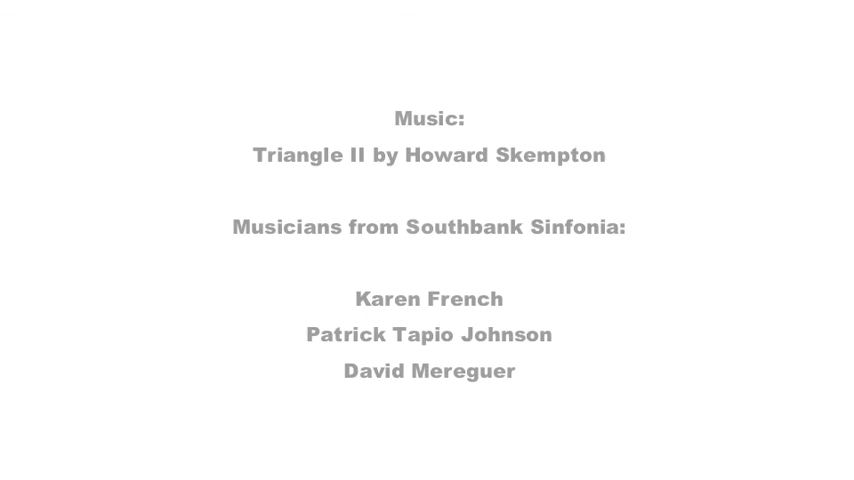 Music:
Triangle II by Howard Skempton
Musicians from Southbank Sinfonia:
Karen French
Patrick Tapio Johnson
David Mereguer